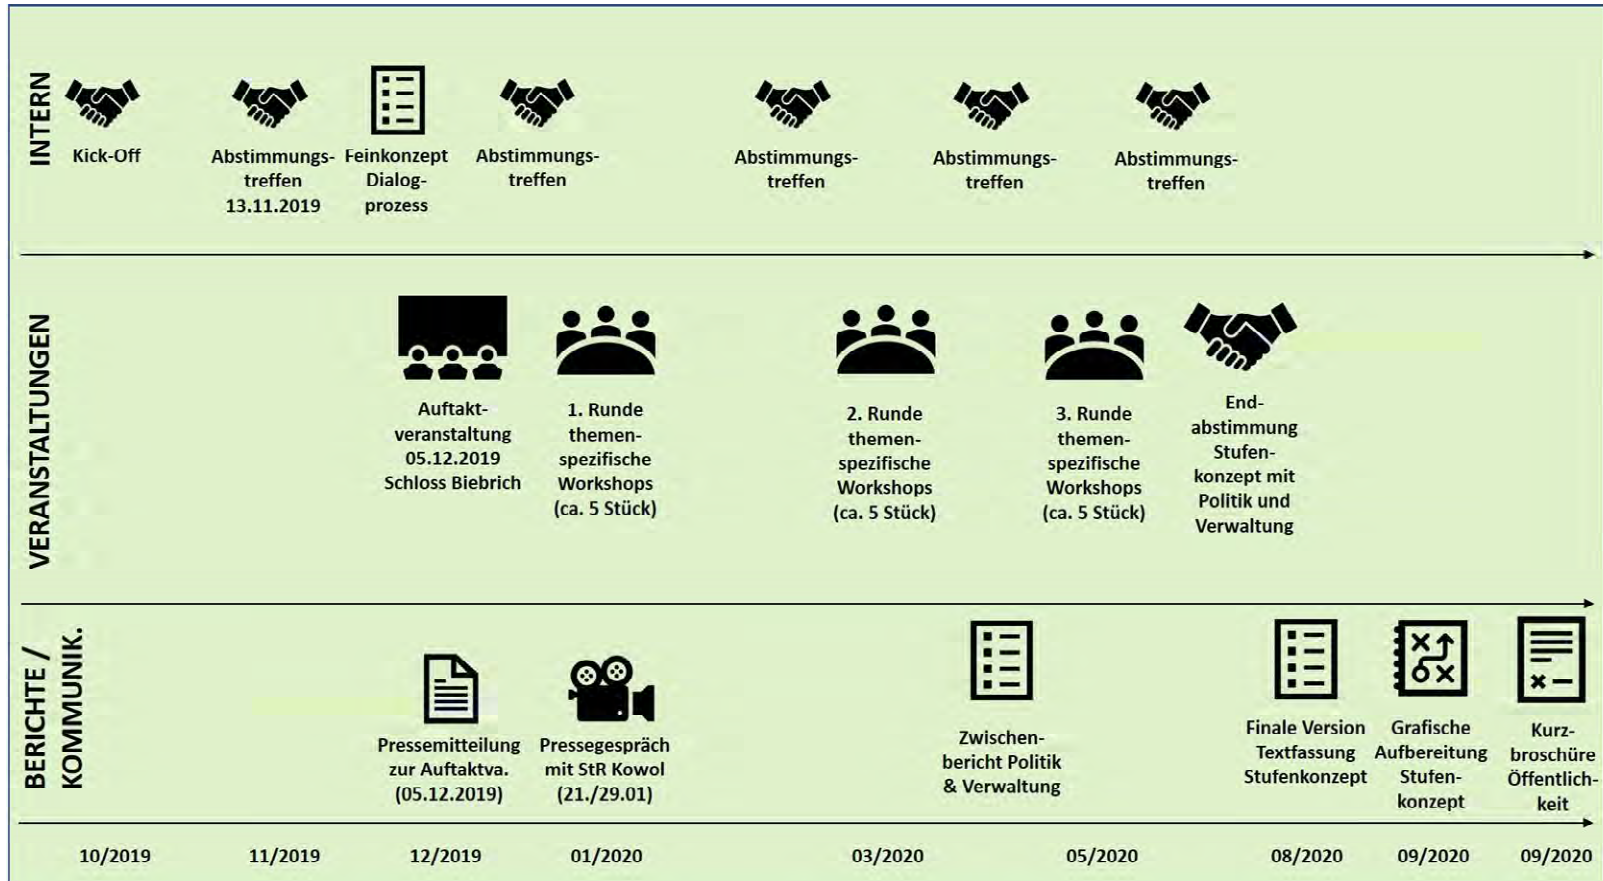 INTERN
Kick-Off
Abstimmungs-
treffen
13.11.2019
Feinkonzept
Dialog-
prozess
Abstimmungs-
treffen
Abstimmungs-
treffen
Abstimmungs-
treffen
Abstimmungs-
treffen
VERANSTALTUNGEN
Auftakt-
veranstaltung
05.12.2019
Schloss Biebrich
1. Runde
themen-
spezifische
Workshops
(ca. 5 Stück)
2. Runde
themen-
spezifische
Workshops
(ca. 5 Stück)
3. Runde
themen-
spezifische
Workshops
(ca. 5 Stück)
End-
abstimmung
Stufen-
konzept mit
Politik und
Verwaltung
BERICHTE /
KOMMUNIK.
Pressemitteilung
zur Auftaktva.
(05.12.2019)
Pressegespräch
mit StR Kowol
(21./29.01)
Zwischen-
bericht Politik
& Verwaltung
Finale Version
Textfassung
Stufenkonzept
Grafische
Aufbereitung
Stufen-
konzept
Kurz-
broschüre
Öffentlich-
keit
10/2019
11/2019
12/2019
01/2020
03/2020
05/2020
08/2020
09/2020
09/2020